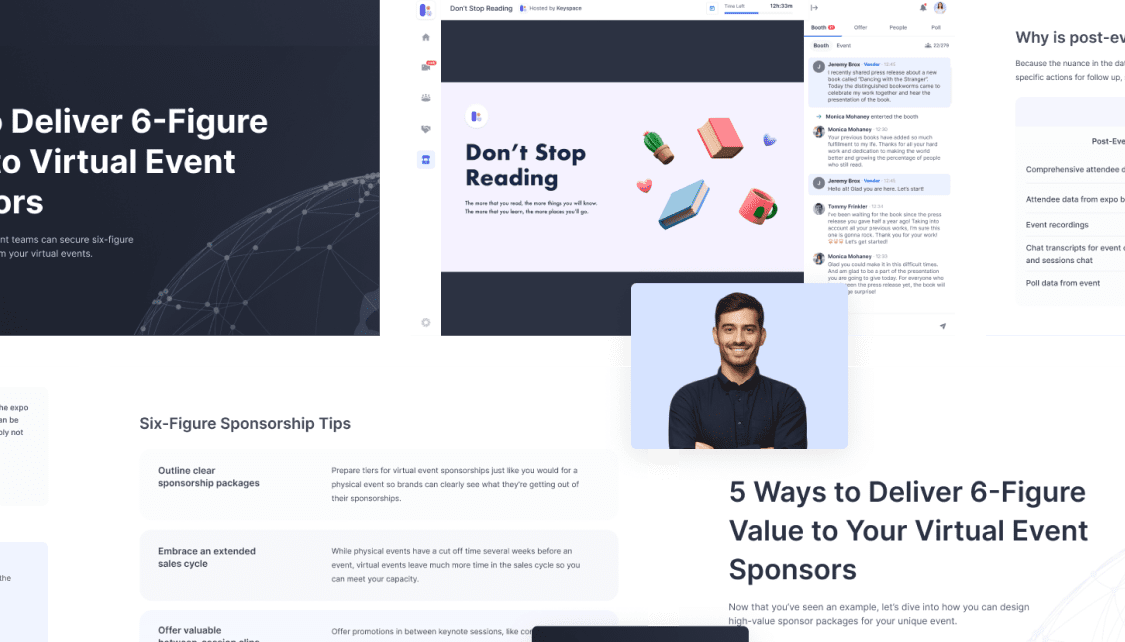 Deliver 6-Figure
to Virtual Event
ors
nt teams can secure six-figure
m your virtual events.
Don't Stop Reading
Hosted by Keyspace
Time Left
12h:33m
Booth
Offer
People
Poll
Booth
Event
22/276
Don't Stop
Reading
The more that you read, the more things you will know.
The more that you learn, the more places you'll go.
J
Jeremy Brox Vendor 12:45
I recently shared press release about a new
book called "Dancing with the Stranger".
Today the distinguished bookworms came to
celebrate my work together and hear the
presentation of the book.
Monica Mohaney entered the booth
Monica Mohaney 12:30
Your previous books have added so much
fulfillment to my life. Thanks for all your hard
work and dedication to making the world
better and growing the percentage of people
who still read.
J
Jeremy Brox Vendor 12:45
Hello all! Glad you are here. Let's start!
Tommy Frinkler 12:34
I've been waiting for the book since the press
release you gave half a year ago! Taking into
account all your previous works, I'm sure this
one is gonna rock. Thank you for your work!
Let's get started!
Monica Mohaney 12:30
Glad you could make it in this difficult times.
And am glad to be a part of the presentation
you are going to give today. For everyone who
een the press release yet, the book will
ge surprise!
Why is post-ev
Because the nuance in the dat
specific actions for follow up,
Post-Eve
Comprehensive attendee d
Attendee data from expo b
Event recordings
Chat transcripts for event c
and sessions chat
Poll data from event
he expo
an be
bly not
the
Six-Figure Sponsorship Tips
Outline clear
sponsorship packages
Prepare tiers for virtual event sponsorships just like you would for a
physical event so brands can clearly see what they're getting out of
their sponsorships.
Embrace an extended
sales cycle
While physical events have a cut off time several weeks before an
event, virtual events leave much more time in the sales cycle so you
can meet your capacity.
Offer valuable
between-session clips
Offer promotions in between keynote sessions, like co
5 Ways to Deliver 6-Figure
Value to Your Virtual Event
Sponsors
Now that you've seen an example, let's dive into how you can design
high-value sponsor packages for your unique event.